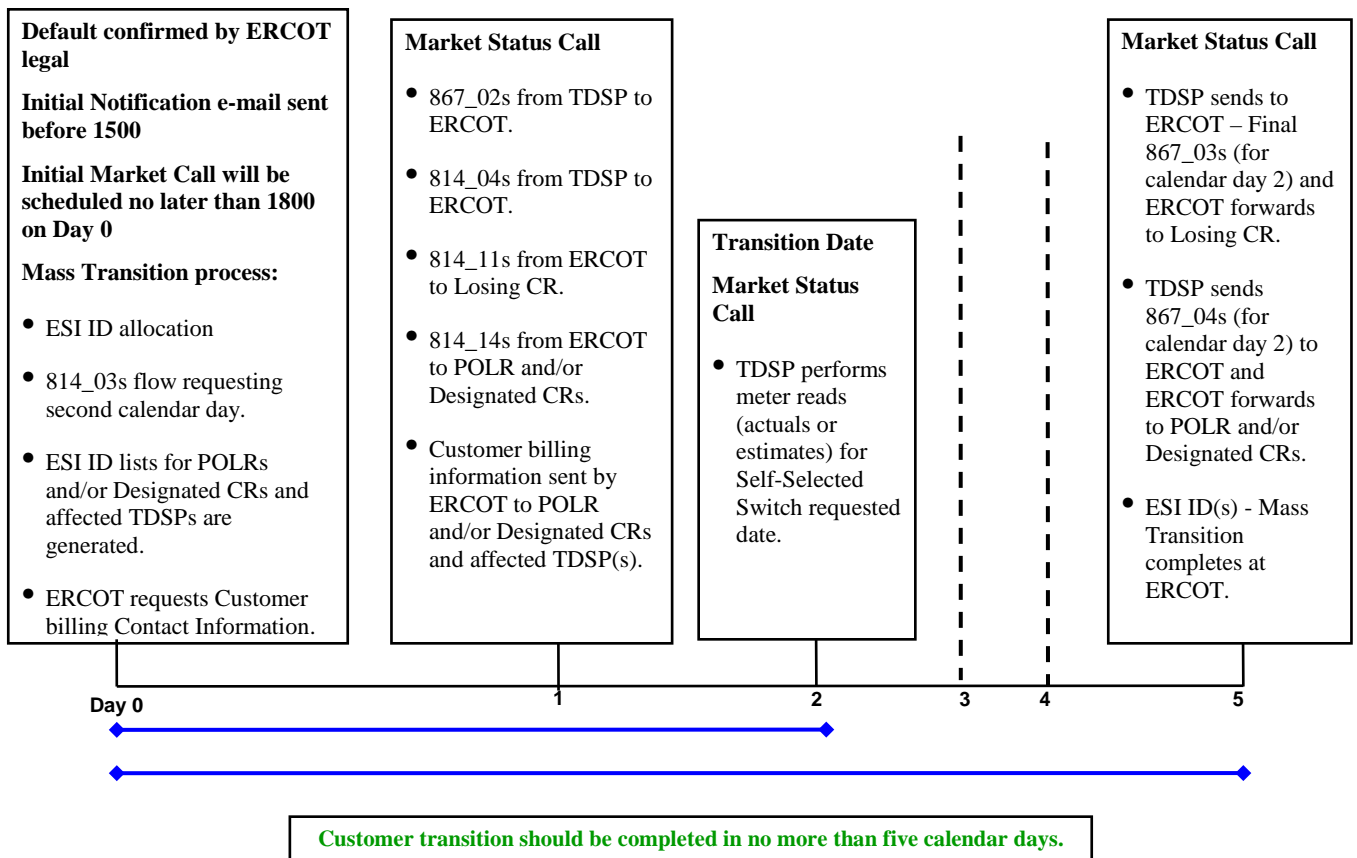 Default confirmed by ERCOT
legal
Initial Notification e-mail sent
before 1500
Initial Market Call will be
scheduled no later than 1800
on Day 0
Mass Transition process:
• ESI ID allocation
• 814_03s flow requesting
second calendar day.
• ESI ID lists for POLRs
and/or Designated CRs and
affected TDSPs are
generated.
• ERCOT requests Customer
billing Contact Information.
Market Status Call
• 867_02s from TDSP to
ERCOT.
• 814_04s from TDSP to
ERCOT.
• 814_11s from ERCOT
to Losing CR.
• 814_14s from ERCOT
to POLR and/or
Designated CRs.
• Customer billing
information sent by
ERCOT to POLR
and/or Designated CRs
and affected TDSP(s).
Transition Date
Market Status
Call
• TDSP performs
meter reads
(actuals or
estimates) for
Self-Selected
Switch requested
date.
Market Status Call
• TDSP sends to
ERCOT – Final
867_03s (for
calendar day 2) and
ERCOT forwards
to Losing CR.
• TDSP sends
867_04s (for
calendar day 2) to
ERCOT and
ERCOT forwards
to POLR and/or
Designated CRs.
• ESI ID(s) - Mass
Transition
completes at
ERCOT.
Day 0
1
2
3
4
5
Customer transition should be completed in no more than five calendar days.